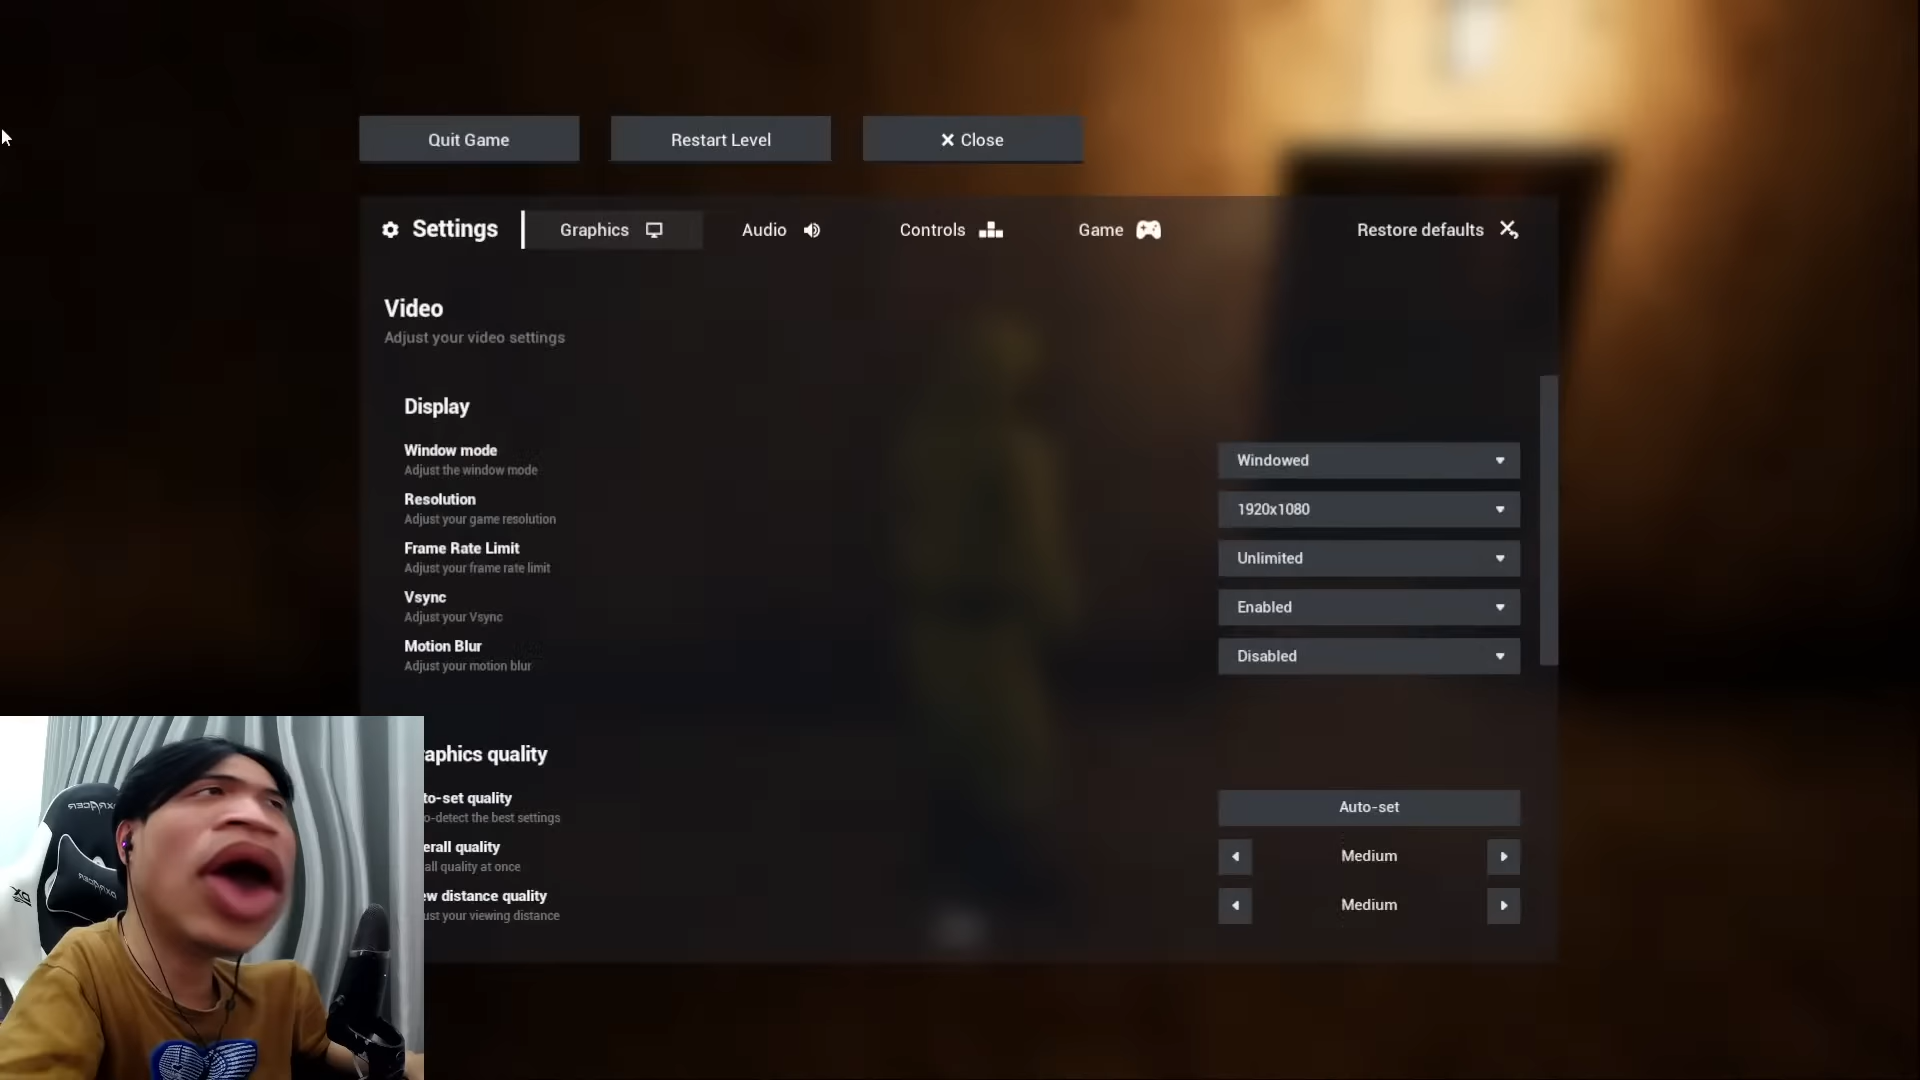 Quit Game
Restart Level
Close
Settings
Graphics
Audio
Controls
Game
Restore defaults
Video
Adjust your video settings
Display
Window mode
Adjust the window mode
Windowed
Resolution
Adjust your game resolution
1920x1080
Frame Rate Limit
Adjust your frame rate limit
Unlimited
Vsync
Adjust your Vsync
Enabled
Motion Blur
Adjust your motion blur
Disabled
aphics quality
to-set quality
o-detect the best settings
Auto-set
erall quality
all quality at once
Medium
ew distance quality
ust your viewing distance
Medium